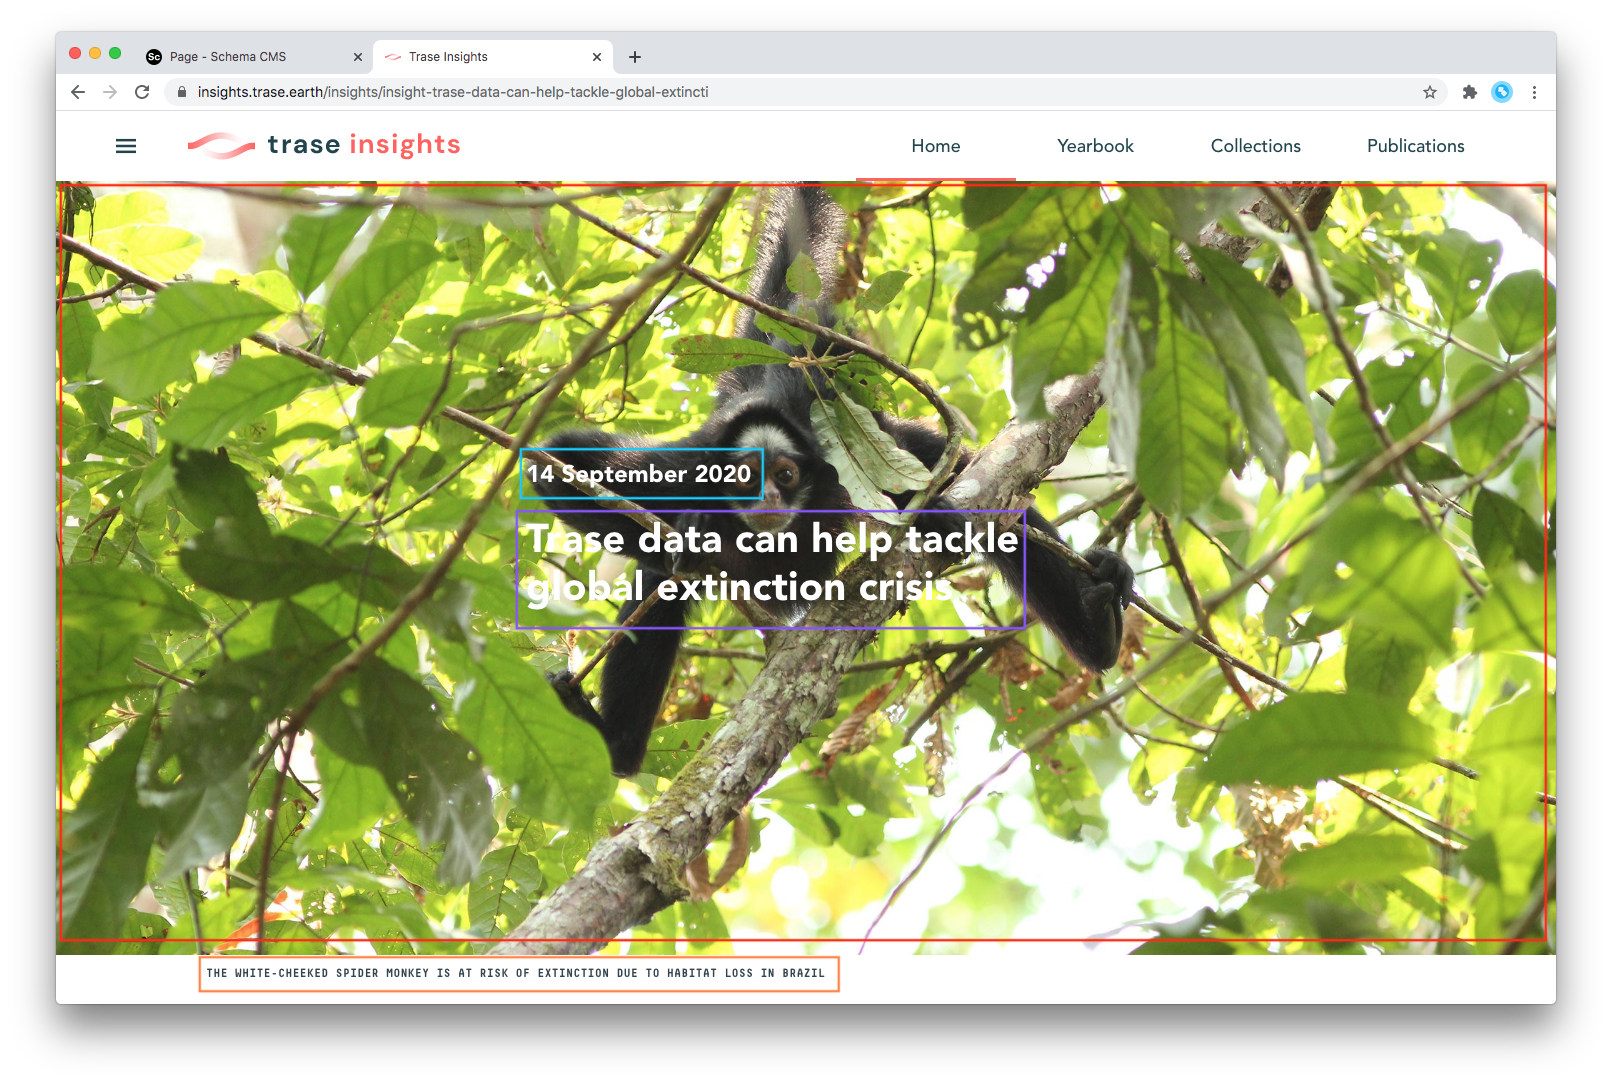 Sc Page - Schema CMS
Trase Insights
insights.trase.earth/insights/insight-trase-data-can-help-tackle-global-extincti
trase insights
Home
Yearbook
Collections
Publications
14 September 2020
Trase data can help tackle
global extinction crisis
THE WHITE-CHEEKED SPIDER MONKEY IS AT RISK OF EXTINCTION DUE TO HABITAT LOSS IN BRAZIL